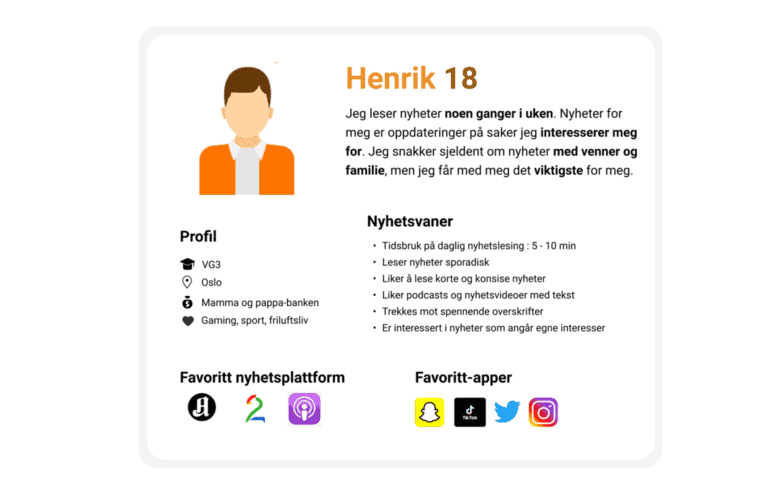 Henrik 18
Jeg leser nyheter noen ganger i uken. Nyheter for
meg er oppdateringer på saker jeg interesserer meg
for. Jeg snakker sjeldent om nyheter med venner og
familie, men jeg får med meg det viktigste for meg.
Profil
VG3
Oslo
Mamma og pappa-banken
Gaming, sport, friluftsliv
Nyhetsvaner
• Tidsbruk på daglig nyhetslesing : 5 - 10 min
• Leser nyheter sporadisk
• Liker å lese korte og konsise nyheter
• Liker podcasts og nyhetsvideoer med tekst
• Trekkes mot spennende overskrifter
• Er interessert i nyheter som angår egne interesser
Favoritt nyhetsplattform
A
2
Favoritt-apper
TikTok